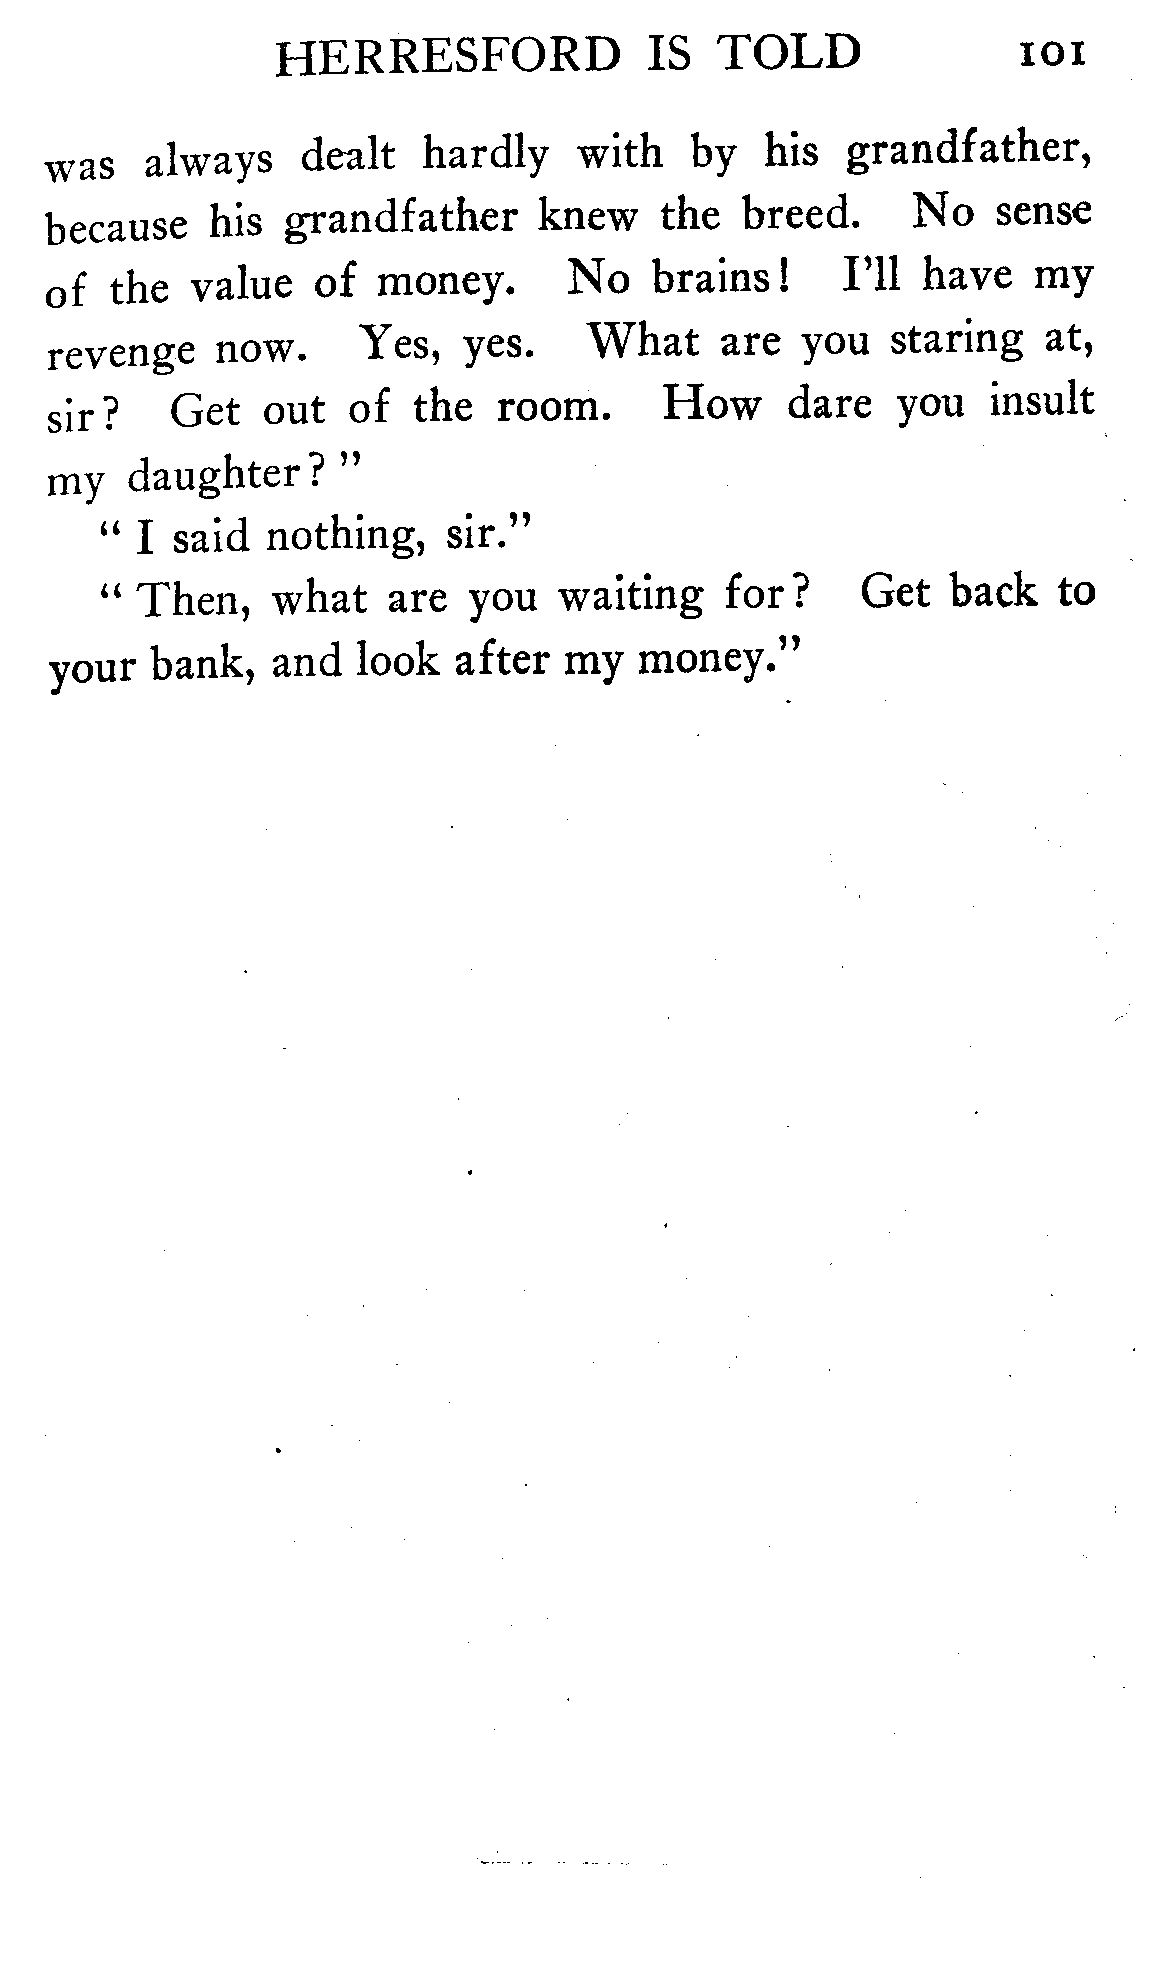 HERRESFORD IS TOLD 101
was always dealt hardly with by his grandfather,
because his grandfather knew the breed. No sense
of the value of money. No brains! I'll have my
revenge now. Yes, yes. What are you staring at,
sir? Get out of the room. How dare you insult
my daughter?"
"I said nothing, sir."
"Then, what are you waiting for? Get back to
your bank, and look after my money."